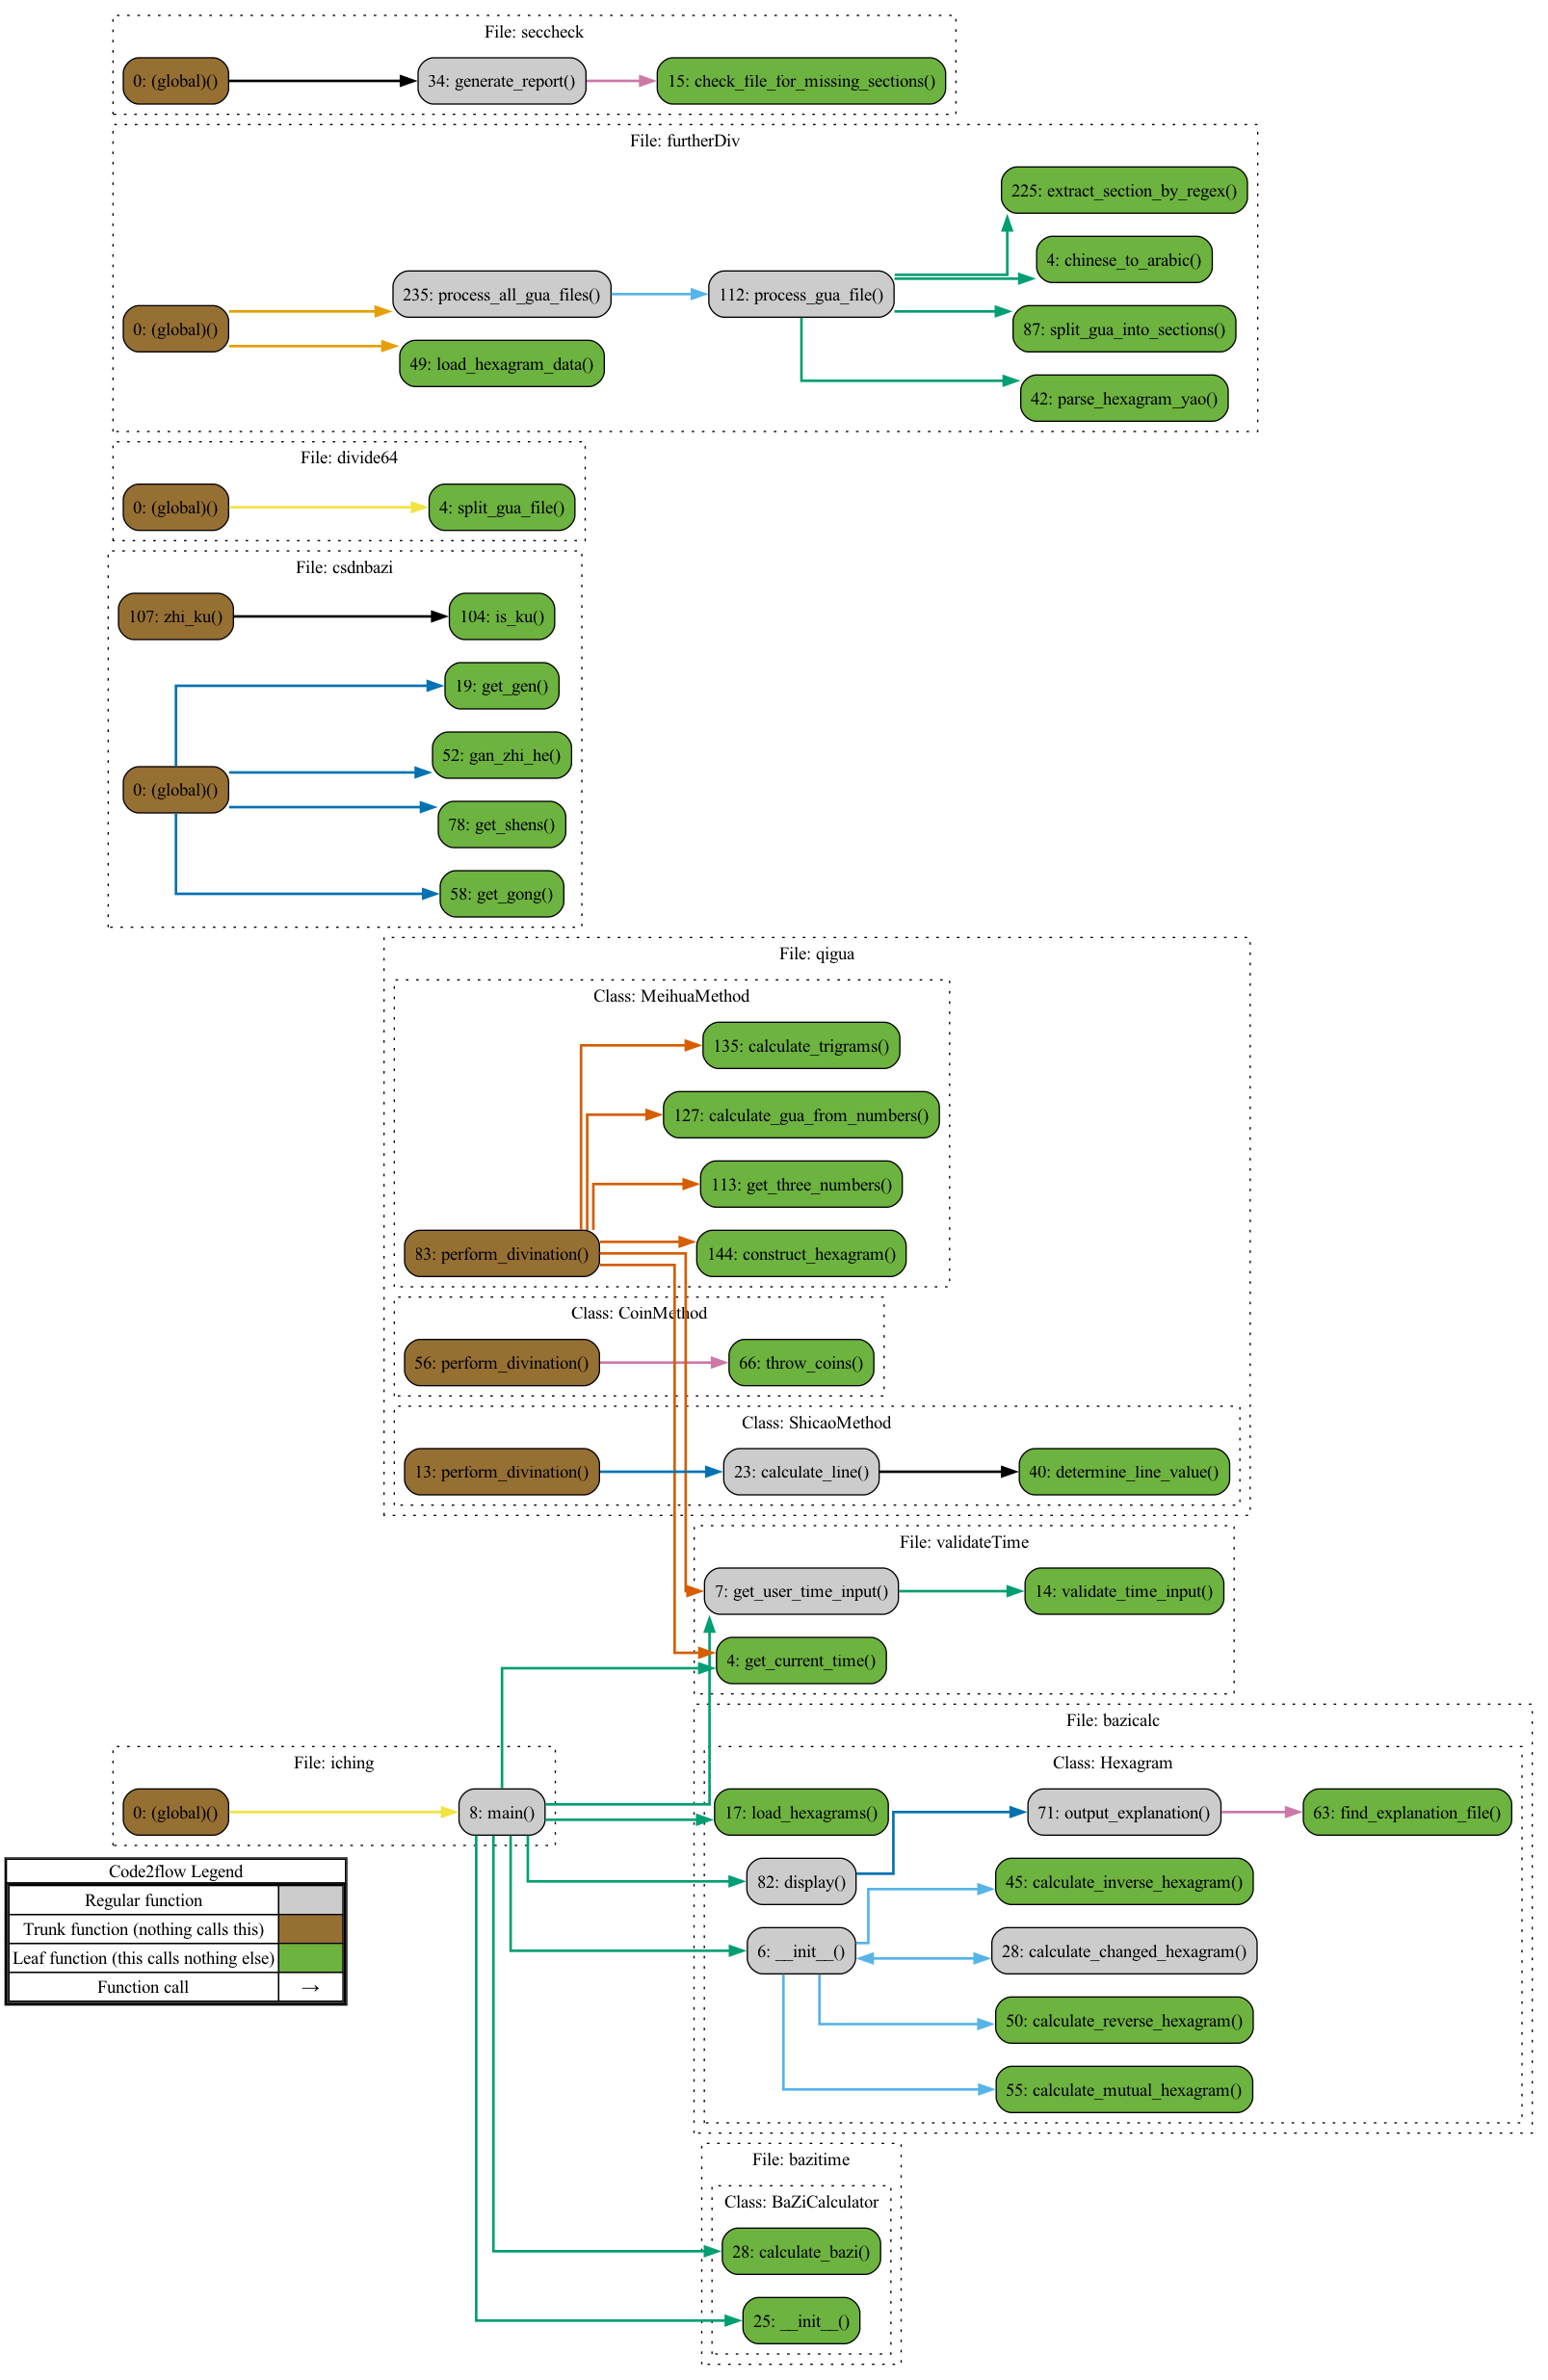 File: seccheck
0: (global)()
34: generate_report()
15: check_file_for_missing_sections()
File: furtherDiv
225: extract_section_by_regex()
4: chinese_to_arabic()
235: process_all_gua_files()
112: process_gua_file()
0: (global)()
87: split_gua_into_sections()
49: load_hexagram_data()
42: parse_hexagram_yao()
File: divide64
0: (global)()
4: split_gua_file()
File: csdnbazi
107: zhi_ku()
104: is_ku()
19: get_gen()
52: gan_zhi_he()
0: (global)()
78: get_shens()
58: get_gong()
File: qigua
Class: MeihuaMethod
135: calculate_trigrams()
127: calculate_gua_from_numbers()
113: get_three_numbers()
83: perform_divination()
144: construct_hexagram()
Class: CoinMethod
56: perform_divination()
66: throw_coins()
Class: ShicaoMethod
13: perform_divination()
23: calculate_line()
40: determine_line_value()
File: validateTime
7: get_user_time_input()
14: validate_time_input()
4: get_current_time()
File: bazicalc
File: iching
Class: Hexagram
0: (global)()
8: main()
17: load_hexagrams()
71: output_explanation()
63: find_explanation_file()
82: display()
45: calculate_inverse_hexagram()
6: __init__()
28: calculate_changed_hexagram()
50: calculate_reverse_hexagram()
55: calculate_mutual_hexagram()
Code2flow Legend
Regular function
Trunk function (nothing calls this)
Leaf function (this calls nothing else)
Function call →
File: bazitime
Class: BaZiCalculator
28: calculate_bazi()
25: __init__()